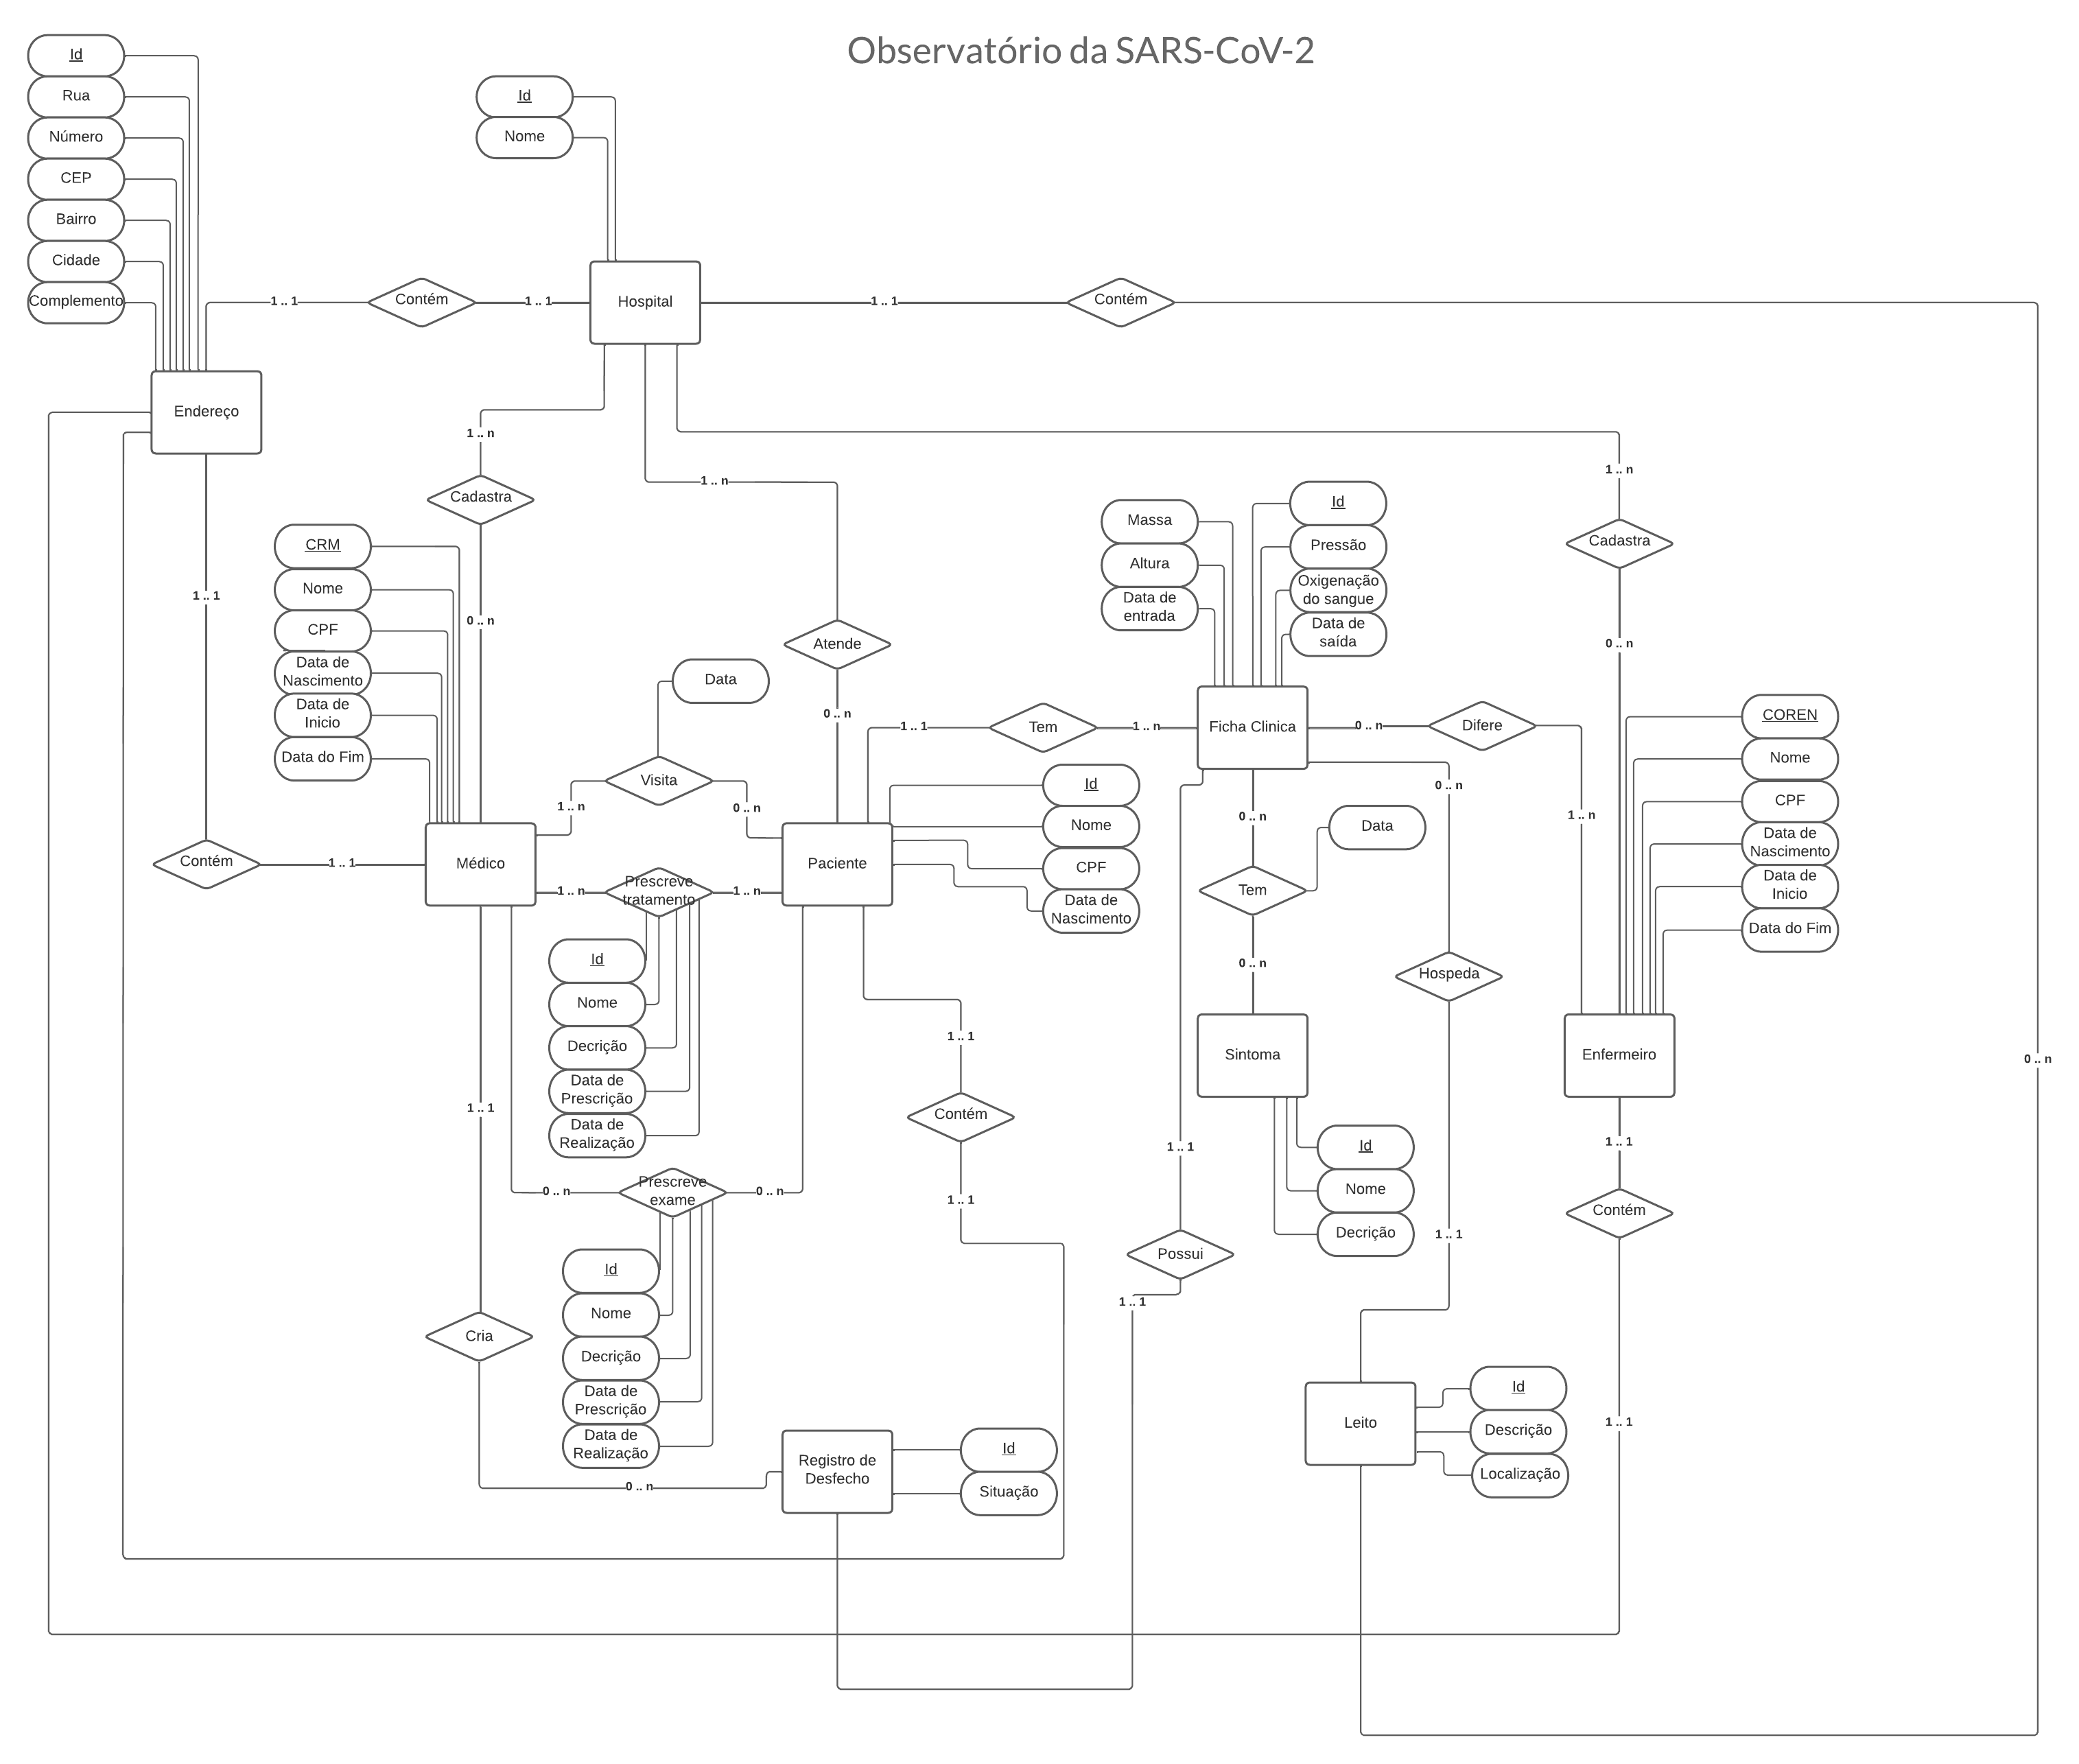 Observatório da SARS-CoV-2
Id
Rua
Número
CEP
Bairro
Cidade
Complemento
Id
Nome
1 .. 1
Contém
1 .. 1
Hospital
1 .. 1
Contém
Endereço
1 .. n
Cadastra
1 .. n
1 .. n
Cadastra
1 .. 1
CRM
Nome
CPF
Data de
Nascimento
Data de
Inicio
Data do Fim
0 .. n
Atende
0 .. n
Data
Visita
1 .. n
0 .. n
Massa
Altura
Data de
entrada
Id
Pressão
Oxigenação
do sangue
Data de
saída
0 .. n
1 .. 1
Tem
1 .. n
Ficha Clinica
0 .. n
Difere
1 .. n
COREN
Nome
CPF
Data de
Nascimento
Data de
Inicio
Data do Fim
Id
Nome
CPF
Data de
Nascimento
0 .. n
Data
Tem
0 .. n
0 .. n
Hospeda
Contém
1 .. 1
Médico
Paciente
1 .. n
Prescreve
tratamento
1 .. n
Id
Nome
Decrição
Data de
Prescrição
Data de
Realização
1 .. 1
Contém
1 .. 1
Sintoma
Enfermeiro
0 .. n
1 .. 1
1 .. 1
Id
Nome
Decrição
1 .. 1
1 .. 1
Contém
0 .. n
Prescreve
exame
0 .. n
Possui
1 .. 1
Id
Nome
Decrição
Data de
Prescrição
Data de
Realização
Cria
Leito
Id
Descrição
Localização
1 .. 1
Registro de
Desfecho
Id
Situação
0 .. n